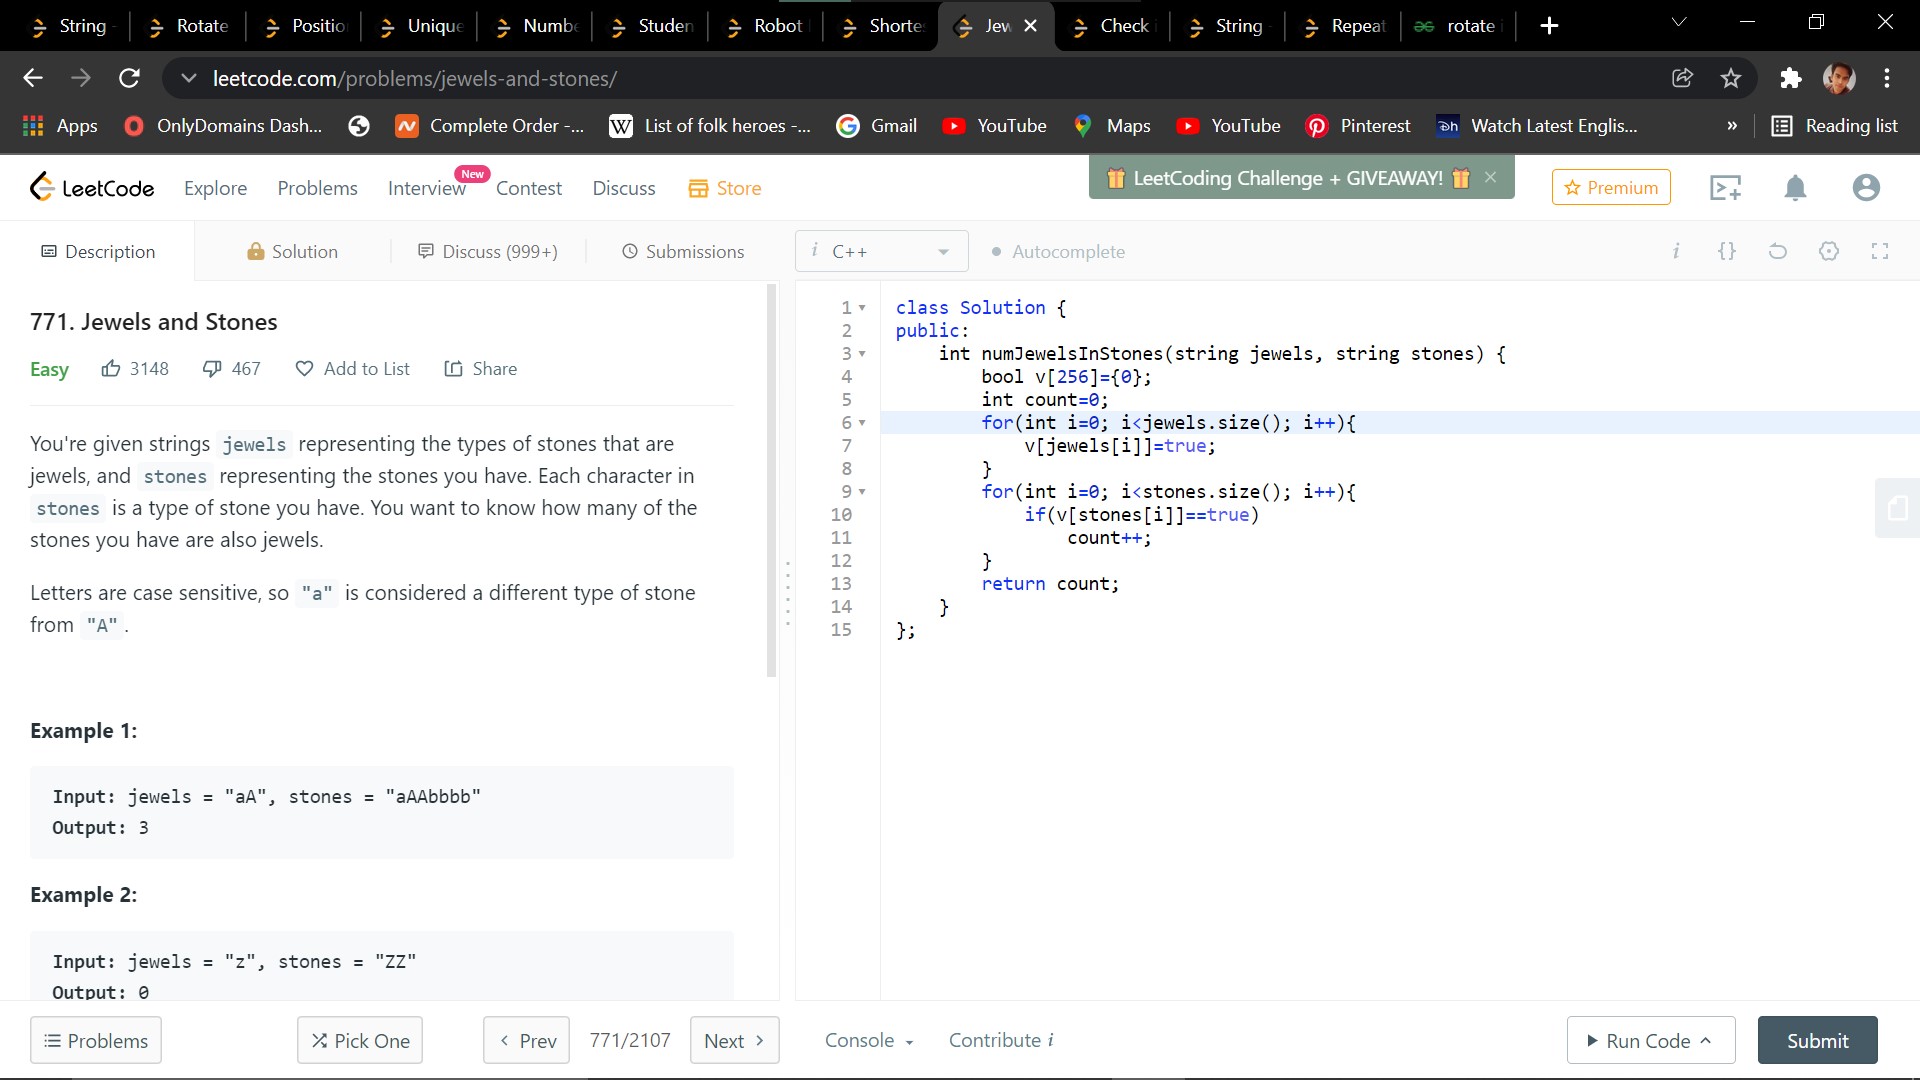 String
Rotate
Positio
Unique
Numbe
Studen
Robot
Shorte
Jew
Check
String
Repeat
rotate
leetcode.com/problems/jewels-and-stones/
Apps
OnlyDomains Dash...
Complete Order -...
W List of folk heroes -...
Gmail
YouTube
Maps
YouTube
Pinterest
Dh Watch Latest Englis...
»
Reading list
LeetCode
Explore
Problems
Interview
New
Contest
Discuss
Store
LeetCoding Challenge + GIVEAWAY!
Premium
Description
Solution
Discuss (999+)
Submissions
i C++
Autocomplete
i {}
771. Jewels and Stones
Easy 3148 467 Add to List Share
You're given strings jewels representing the types of stones that are
jewels, and stones representing the stones you have. Each character in
stones is a type of stone you have. You want to know how many of the
stones you have are also jewels.
Letters are case sensitive, so "a" is considered a different type of stone
from "A".
Example 1:
Input: jewels = "aA", stones = "aAAbbbb"
Output: 3
Example 2:
Input: jewels = "z", stones = "ZZ"
Output: 0
1 class Solution {
2 public:
3 int numJewelsInStones(string jewels, string stones) {
4 bool v[256]={0};
5 int count=0;
6 for(int i=0; i<jewels.size(); i++){
7 v[jewels[i]]=true;
8 }
9 for(int i=0; i<stones.size(); i++){
10 if(v[stones[i]]==true)
11 count++;
12 }
13 return count;
14 }
15 };
Problems
Pick One
‹ Prev
771/2107
Next ›
Console
Contribute i
Run Code
Submit